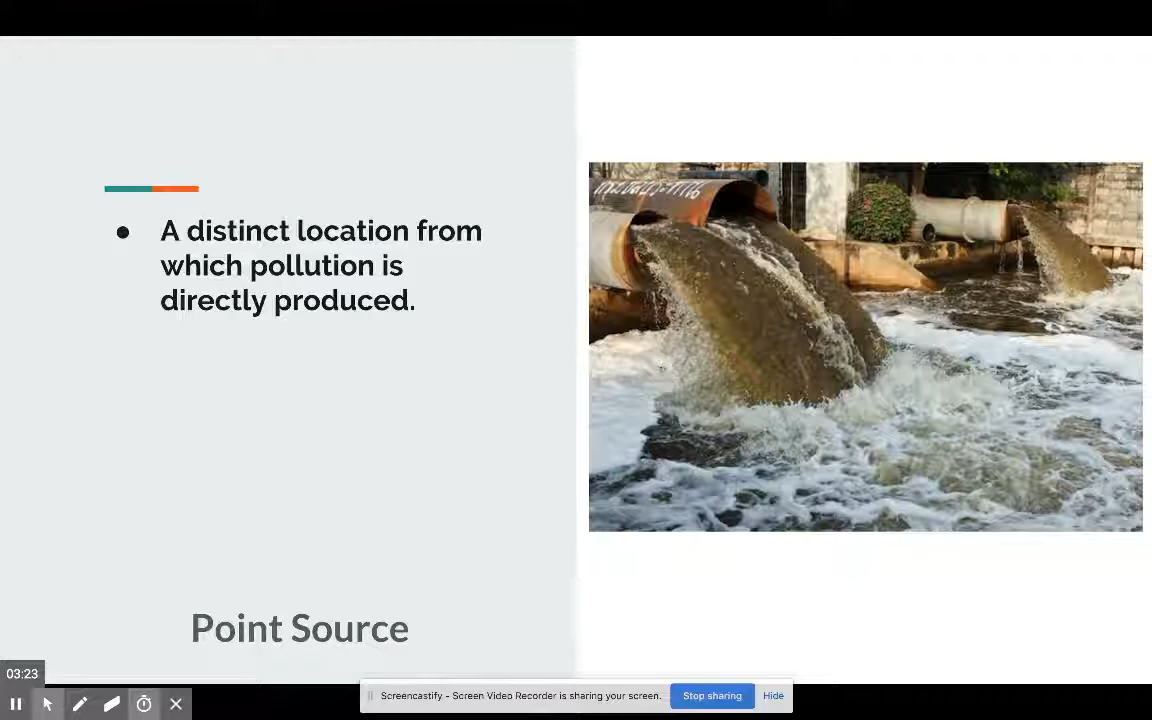 ● A distinct location from
which pollution is
directly produced.
Point Source
03:23
Screencastify - Screen Video Recorder is sharing your screen.
Stop sharing
Hide